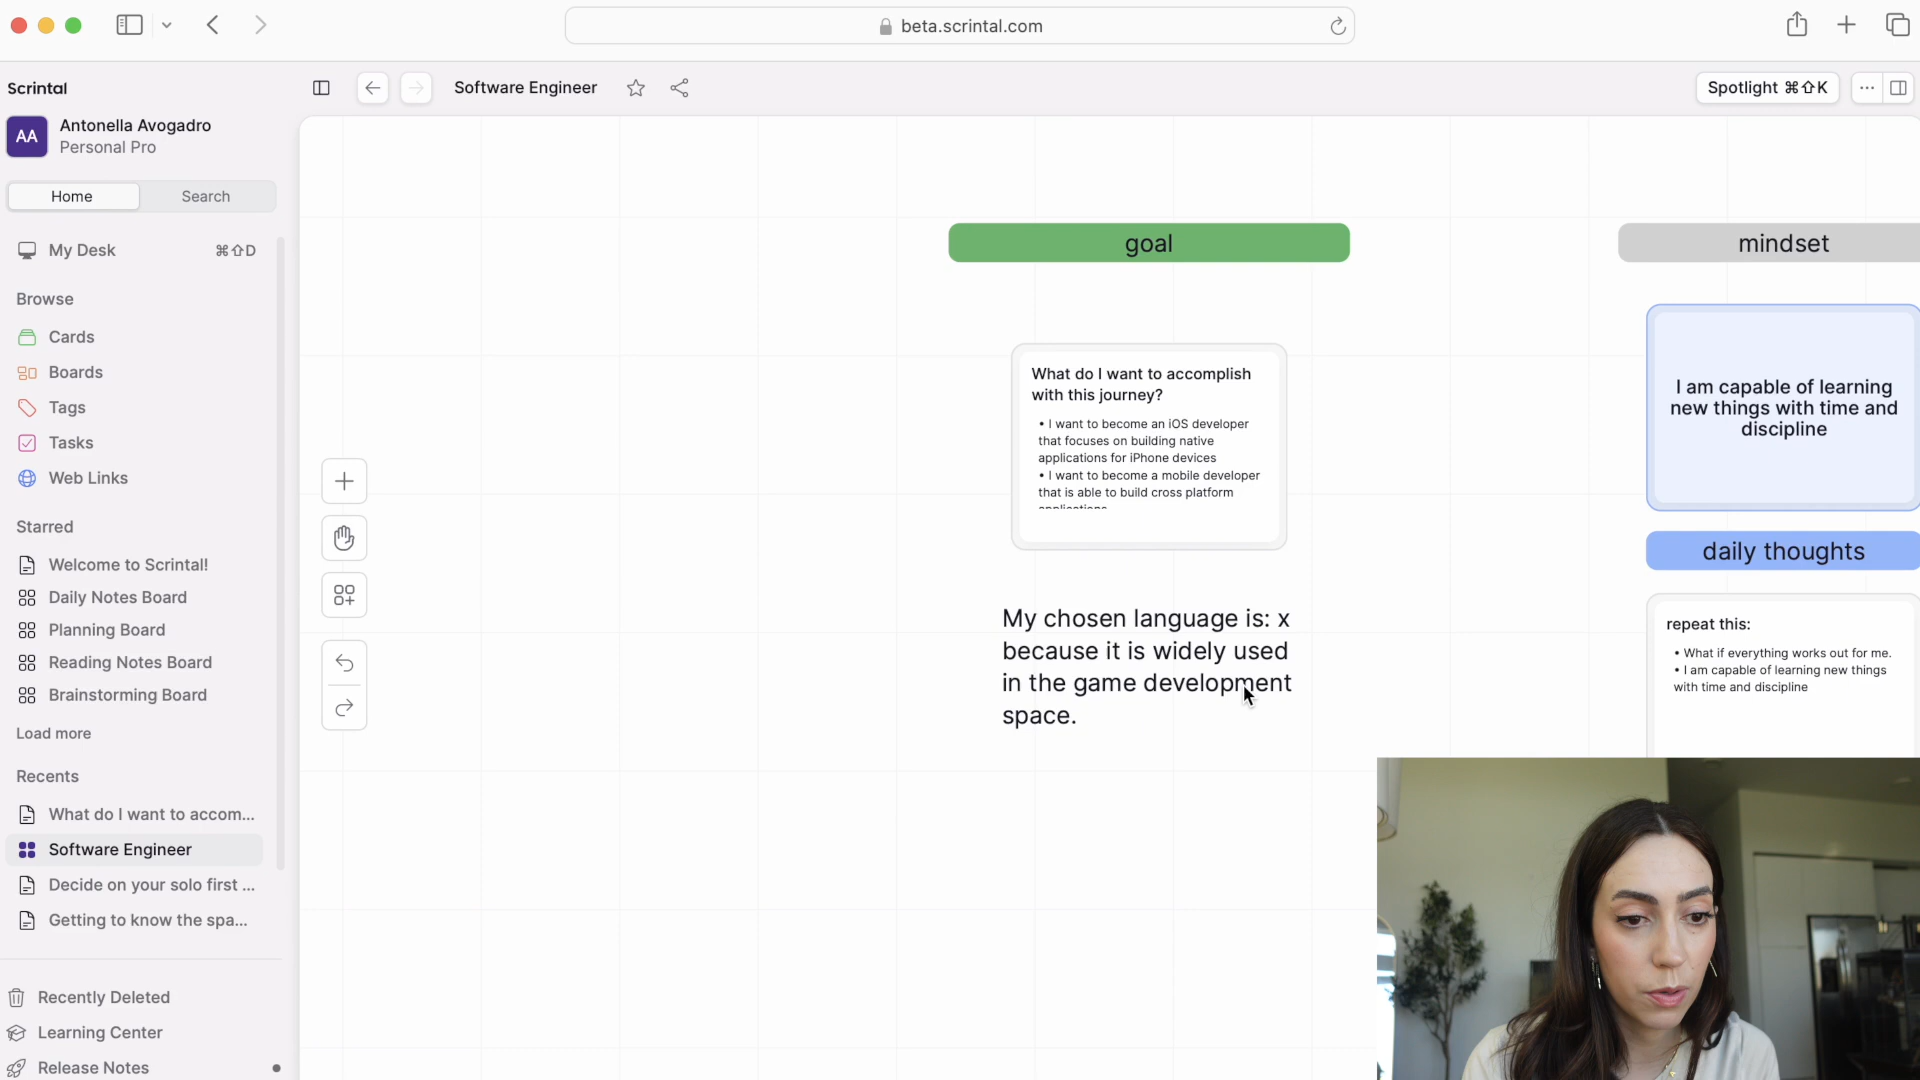 beta.scrintal.com
Scrintal
Software Engineer
Spotlight ⌘⇧K
AA
Antonella Avogadro
Personal Pro
Home
Search
My Desk
⌘⇧D
Browse
Cards
Boards
Tags
Tasks
Web Links
Starred
Welcome to Scrintal!
Daily Notes Board
Planning Board
Reading Notes Board
Brainstorming Board
Load more
Recents
What do I want to accom...
Software Engineer
Decide on your solo first ...
Getting to know the spa...
Recently Deleted
Learning Center
Release Notes
goal
What do I want to accomplish
with this journey?
• I want to become an iOS developer
that focuses on building native
applications for iPhone devices
• I want to become a mobile developer
that is able to build cross platform
applications
My chosen language is: x
because it is widely used
in the game development
space.
mindset
I am capable of learning
new things with time and
discipline
daily thoughts
repeat this:
• What if everything works out for me.
• I am capable of learning new things
with time and discipline